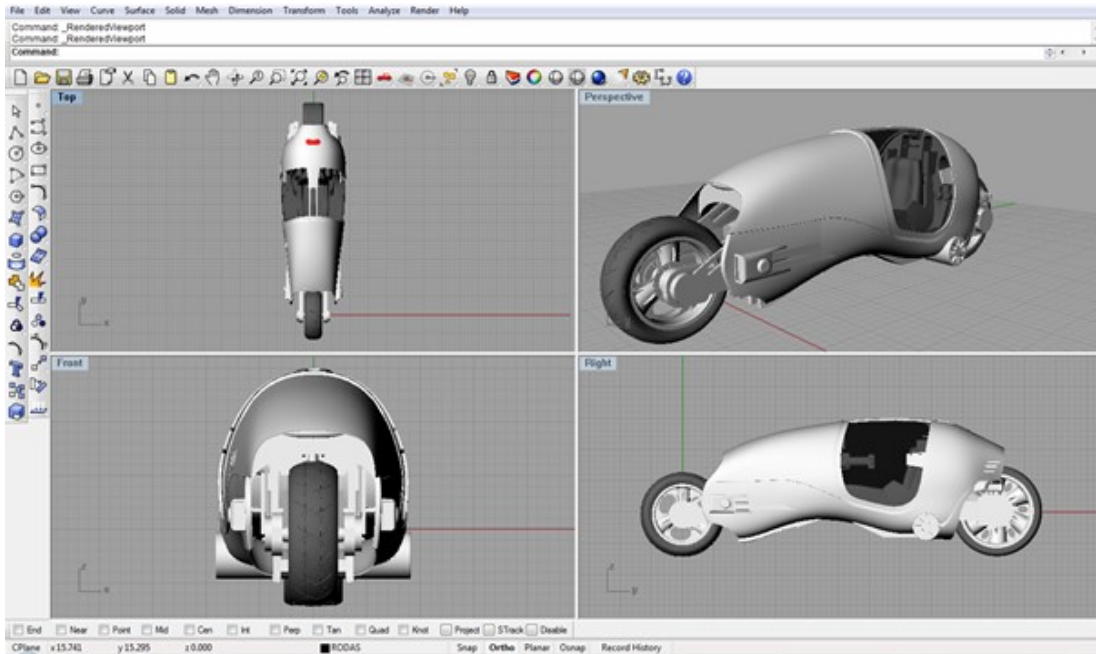 File Edit View Curve Surface Solid Mesh Dimension Transform Tools Analyze Render Help
Command: _RenderedViewport
Command: _RenderedViewport
Command:
Top
Perspective
y
x
Front
Right
z
x
z
y
End Near Point Mid Cen Int Perp Tan Quad Knot Project STrack Disable
CPlane x 15.741 y 15.295 z 0.000 RODAS Snap Ortho Planar Osnap Record History